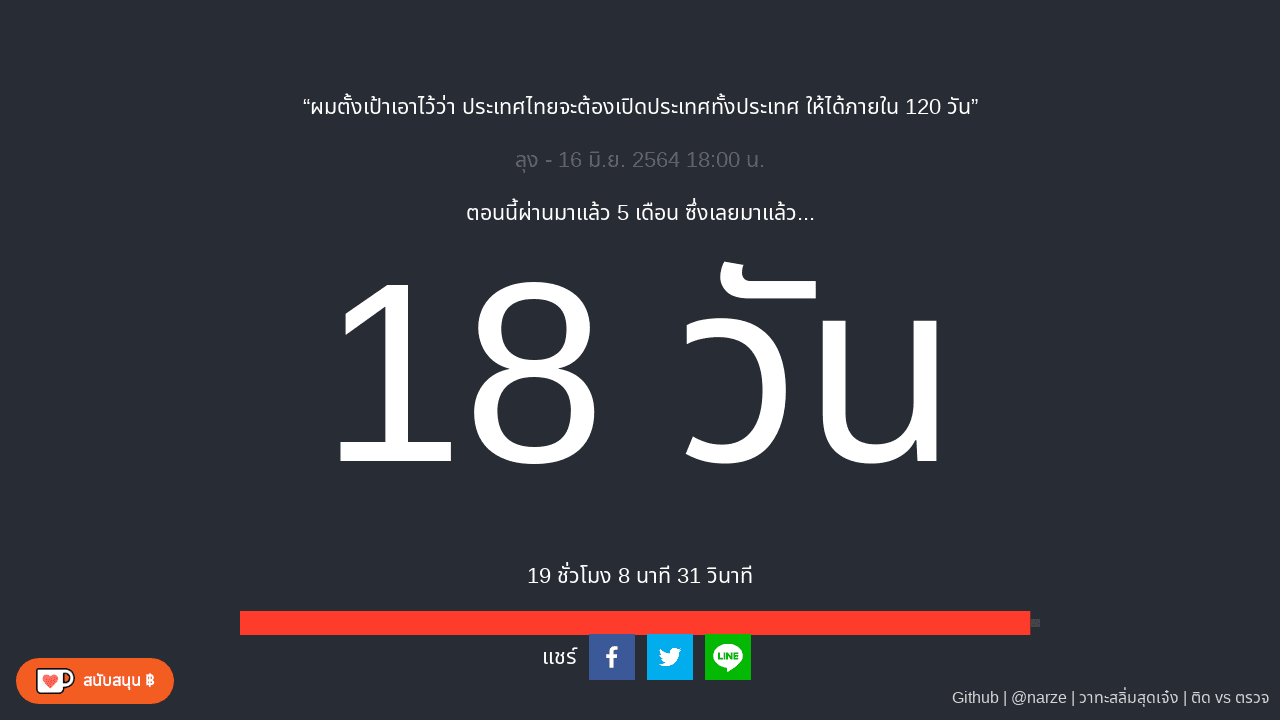 “ผมตั้งเป้าเอาไว้ว่า ประเทศไทยจะต้องเปิดประเทศทั้งประเทศ ให้ได้ภายใน 120 วัน”
ลุง - 16 มิ.ย. 2564 18:00 น.
ตอนนี้ผ่านมาแล้ว 5 เดือน ซึ่งเลยมาแล้ว...
18 วัน
19 ชั่วโมง 8 นาที 31 วินาที
แชร์
LINE
สนับสนุน ฿
Github | @narze | วาทะสลิ่มสุดเจ๋ง | ติด vs ตรวจ